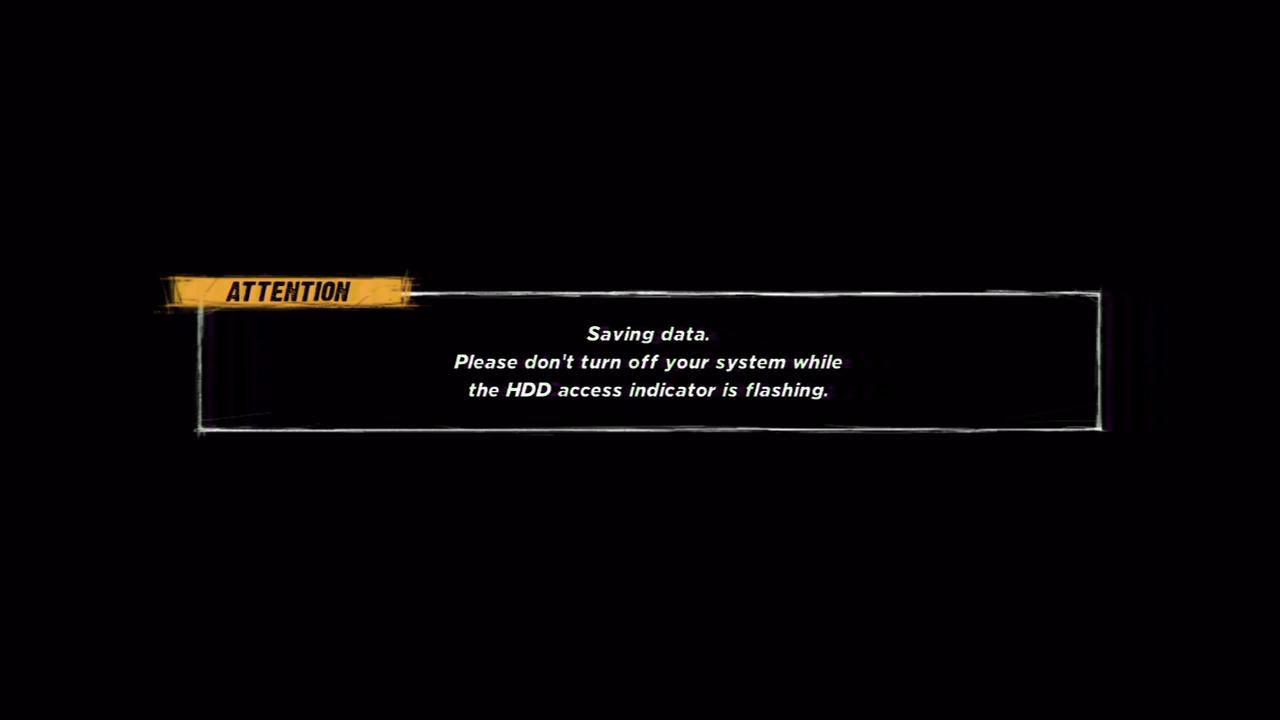 ATTENTION
Saving data.
Please don't turn off your system while
the HDD access indicator is flashing.